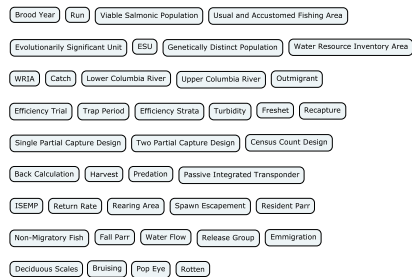 Brood Year Run Viable Salmonic Population Usual and Accustomed Fishing Area
Evolutionarily Significant Unit ESU Genetically Distinct Population Water Resource Inventory Area
WRIA Catch Lower Columbia River Upper Columbia River Outmigrant
Efficiency Trial Trap Period Efficiency Strata Turbidity Freshet Recapture
Single Partial Capture Design Two Partial Capture Design Census Count Design
Back Calculation Harvest Predation Passive Integrated Transponder
ISEMP Return Rate Rearing Area Spawn Escapement Resident Parr
Non-Migratory Fish Fall Parr Water Flow Release Group Emmigration
Deciduous Scales Bruising Pop Eye Rotten